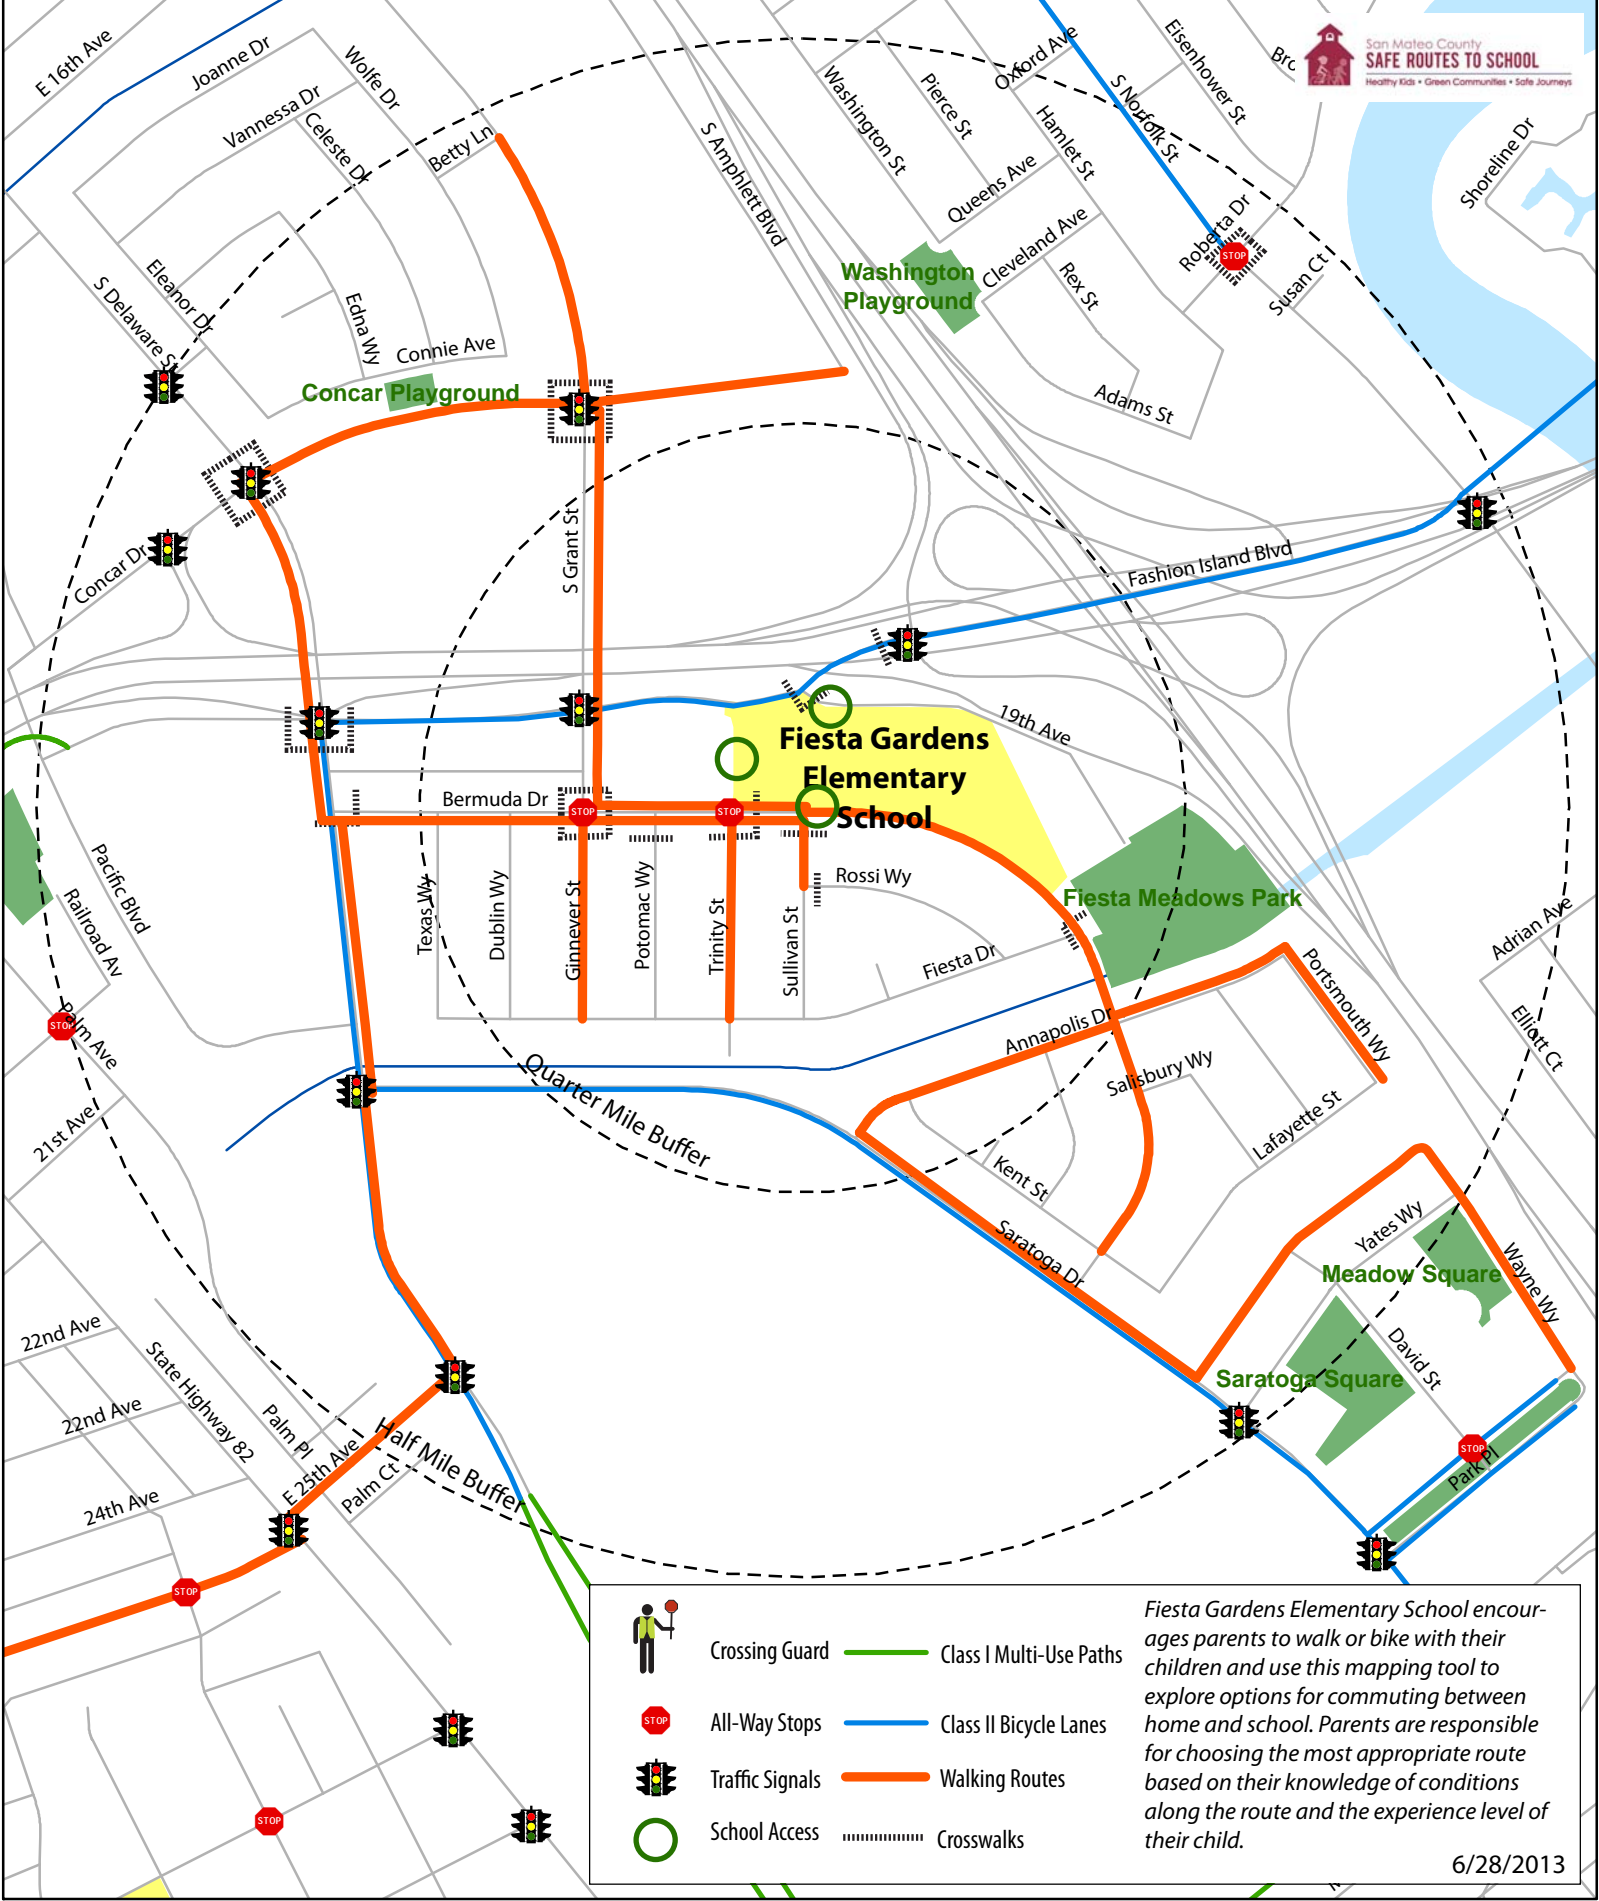 San Mateo County
SAFE ROUTES TO SCHOOL
Healthy Kids • Green Communities • Safe Journeys
E 16th Ave
Joanne Dr
Wolfe Dr
Vannessa Dr
Celeste Dr
Betty Ln
S Amphlett Blvd
Washington St
Pierce St
Oxford Ave
S Norfolk St
Eisenhower St
Hamlet St
Queens Ave
Cleveland Ave
Rex St
Roberta Dr
STOP
Susan Ct
Shoreline Dr
Washington
Playground
Adams St
Eleanor Dr
S Delaware St
Edna Wy
Connie Ave
Concar Playground
Concar Dr
S Grant St
Fashion Island Blvd
19th Ave
Fiesta Gardens
Elementary
School
Bermuda Dr
STOP
STOP
Rossi Wy
Texas Wy
Dublin Wy
Ginnever St
Potomac Wy
Trinity St
Sullivan St
Fiesta Dr
Fiesta Meadows Park
Pacific Blvd
Railroad Av
STOP
Palm Ave
21st Ave
Adrian Ave
Elliott Ct
Portsmouth Wy
Annapolis Dr
Salisbury Wy
Lafayette St
Kent St
Quarter Mile Buffer
Saratoga Dr
Yates Wy
Meadow Square
Wayne Wy
David St
Saratoga Square
STOP
Park Pl
22nd Ave
State Highway 82
22nd Ave
Palm Pl
Half Mile Buffer
E 25th Ave
Palm Ct
24th Ave
STOP
STOP
Crossing Guard
Class I Multi-Use Paths
STOP
All-Way Stops
Class II Bicycle Lanes
Traffic Signals
Walking Routes
School Access
Crosswalks
Fiesta Gardens Elementary School encour-
ages parents to walk or bike with their
children and use this mapping tool to
explore options for commuting between
home and school. Parents are responsible
for choosing the most appropriate route
based on their knowledge of conditions
along the route and the experience level of
their child.
6/28/2013